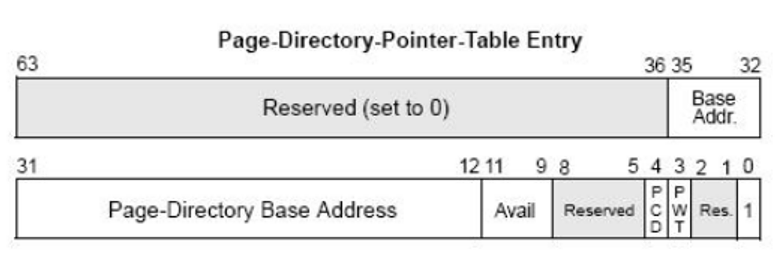 Page-Directory-Pointer-Table Entry
63 36 35 32
Reserved (set to 0) Base Addr.
31 12 11 9 8 5 4 3 2 1 0
Page-Directory Base Address Avail Reserved PCD PWT Res. 1